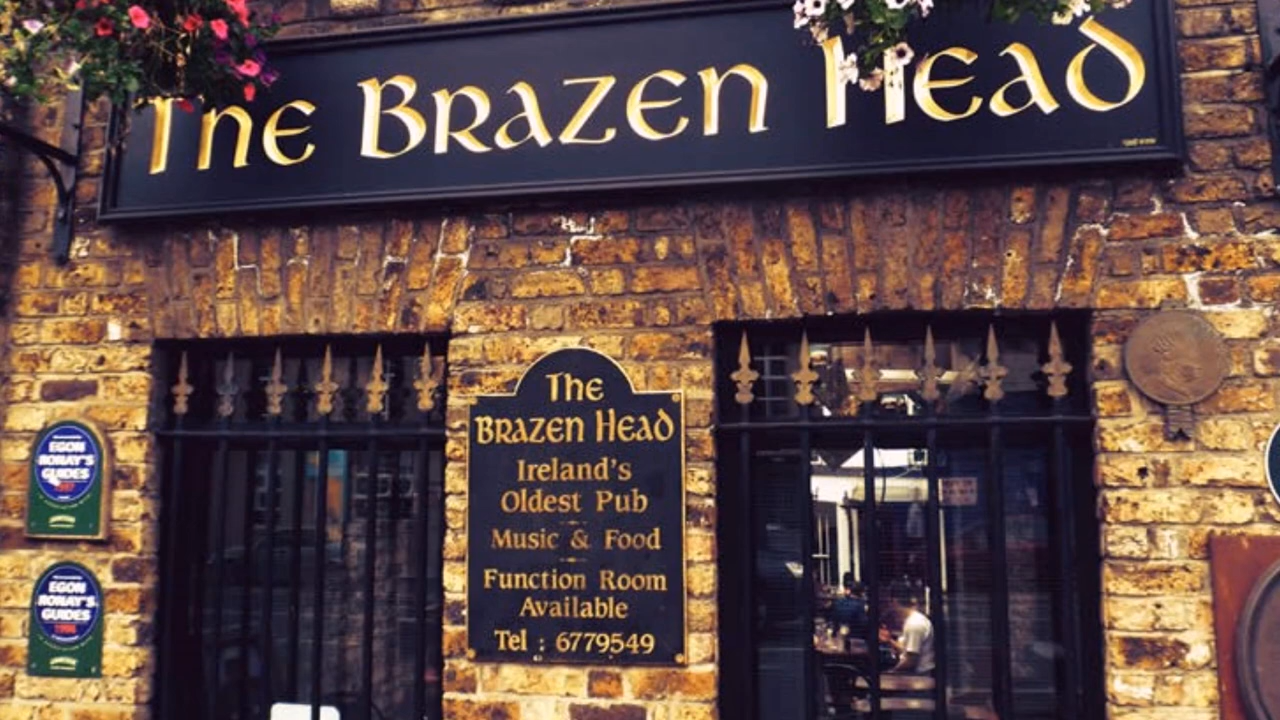 The Brazen Head
The
Brazen Head
Ireland's
Oldest Pub
Music & Food
Function Room
Available
Tel : 6779549
EGON
RONAY'S
GUIDES
EGON
RONAY'S
GUIDES